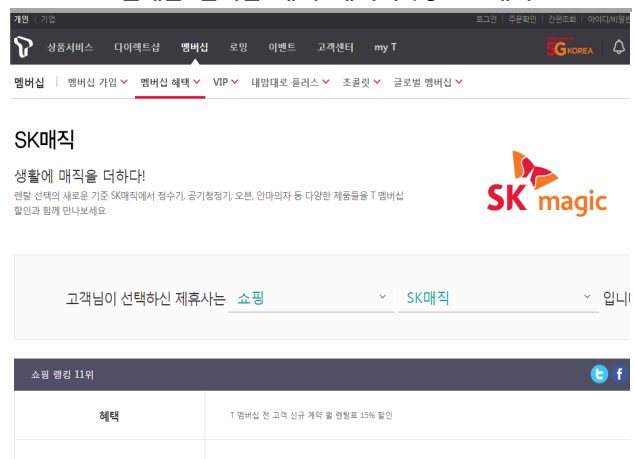 개인 | 기업
로그인 | 주문확인 | 간편조회 | 아이디/비밀번
상품서비스 다이렉트샵 멤버십 로밍 이벤트 고객센터 my T
5G KOREA
멤버십 | 멤버십 가입 멤버십 혜택 VIP 내맘대로 플러스 초콜릿 글로벌 멤버십
SK매직
생활에 매직을 더하다!
렌탈 선택의 새로운 기준 SK매직에서 정수기, 공기청정기, 오븐, 안마의자 등 다양한 제품들을 T 멤버십
할인과 함께 만나보세요
SK magic
고객님이 선택하신 제휴사는 쇼핑 SK매직 입니
쇼핑 랭킹 11위
혜택
T 멤버십 전 고객 신규 계약 월 렌탈료 15% 할인